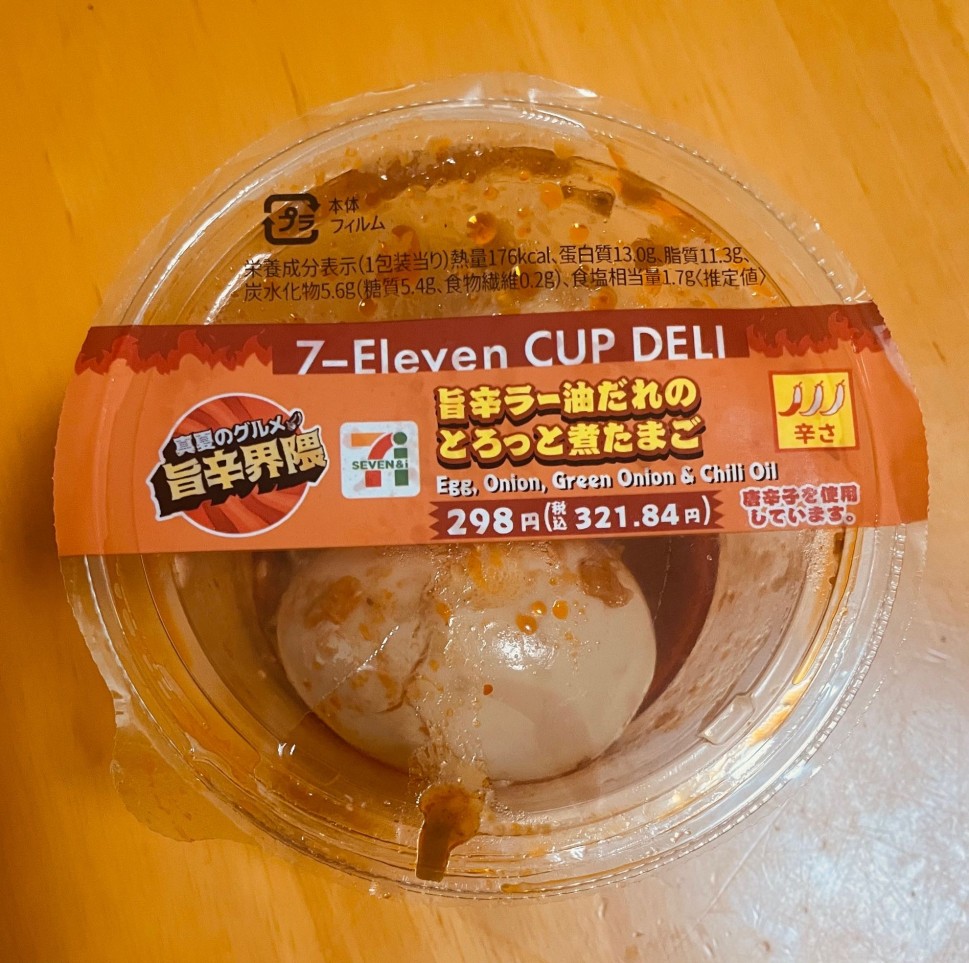 プラ
本体
フィルム
栄養成分表示(1包装当り)熱量176kcal、蛋白質13.0g、脂質11.3g、
炭水化物5.6g(糖質5.4g、食物繊維0.2g)、食塩相当量1.7g〈推定値〉
7-Eleven CUP DELI
真夏のグルメ
旨辛界隈
7
SEVEN&i
旨辛ラー油だれの
とろっと煮たまご
Egg, Onion, Green Onion & Chili Oil
298円(税込 321.84円)
辛さ
唐辛子を使用
しています。